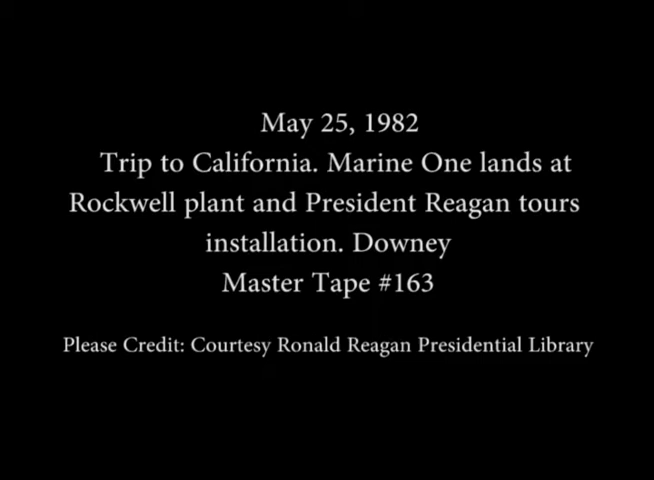 May 25, 1982
Trip to California. Marine One lands at
Rockwell plant and President Reagan tours
installation. Downey
Master Tape #163
Please Credit: Courtesy Ronald Reagan Presidential Library